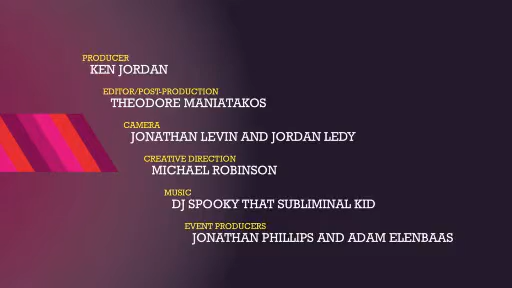 PRODUCER
KEN JORDAN
EDITOR/POST-PRODUCTION
THEODORE MANIATAKOS
CAMERA
JONATHAN LEVIN AND JORDAN LEDY
CREATIVE DIRECTION
MICHAEL ROBINSON
MUSIC
DJ SPOOKY THAT SUBLIMINAL KID
EVENT PRODUCERS
JONATHAN PHILLIPS AND ADAM ELENBAAS